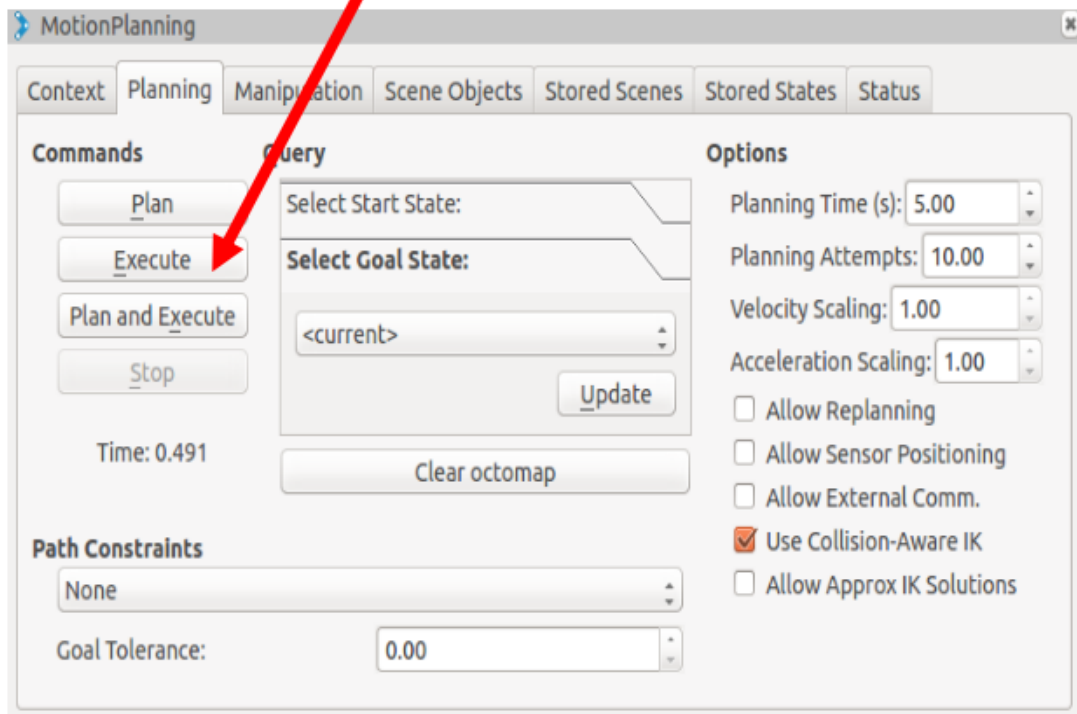 MotionPlanning
Context Planning Manipulation Scene Objects Stored Scenes Stored States Status
Commands
Plan
Execute
Plan and Execute
Stop
Time: 0.491
Query
Select Start State:
Select Goal State:
<current>
Update
Clear octomap
Options
Planning Time (s): 5.00
Planning Attempts: 10.00
Velocity Scaling: 1.00
Acceleration Scaling: 1.00
Allow Replanning
Allow Sensor Positioning
Allow External Comm.
Use Collision-Aware IK
Allow Approx IK Solutions
Path Constraints
None
Goal Tolerance: 0.00